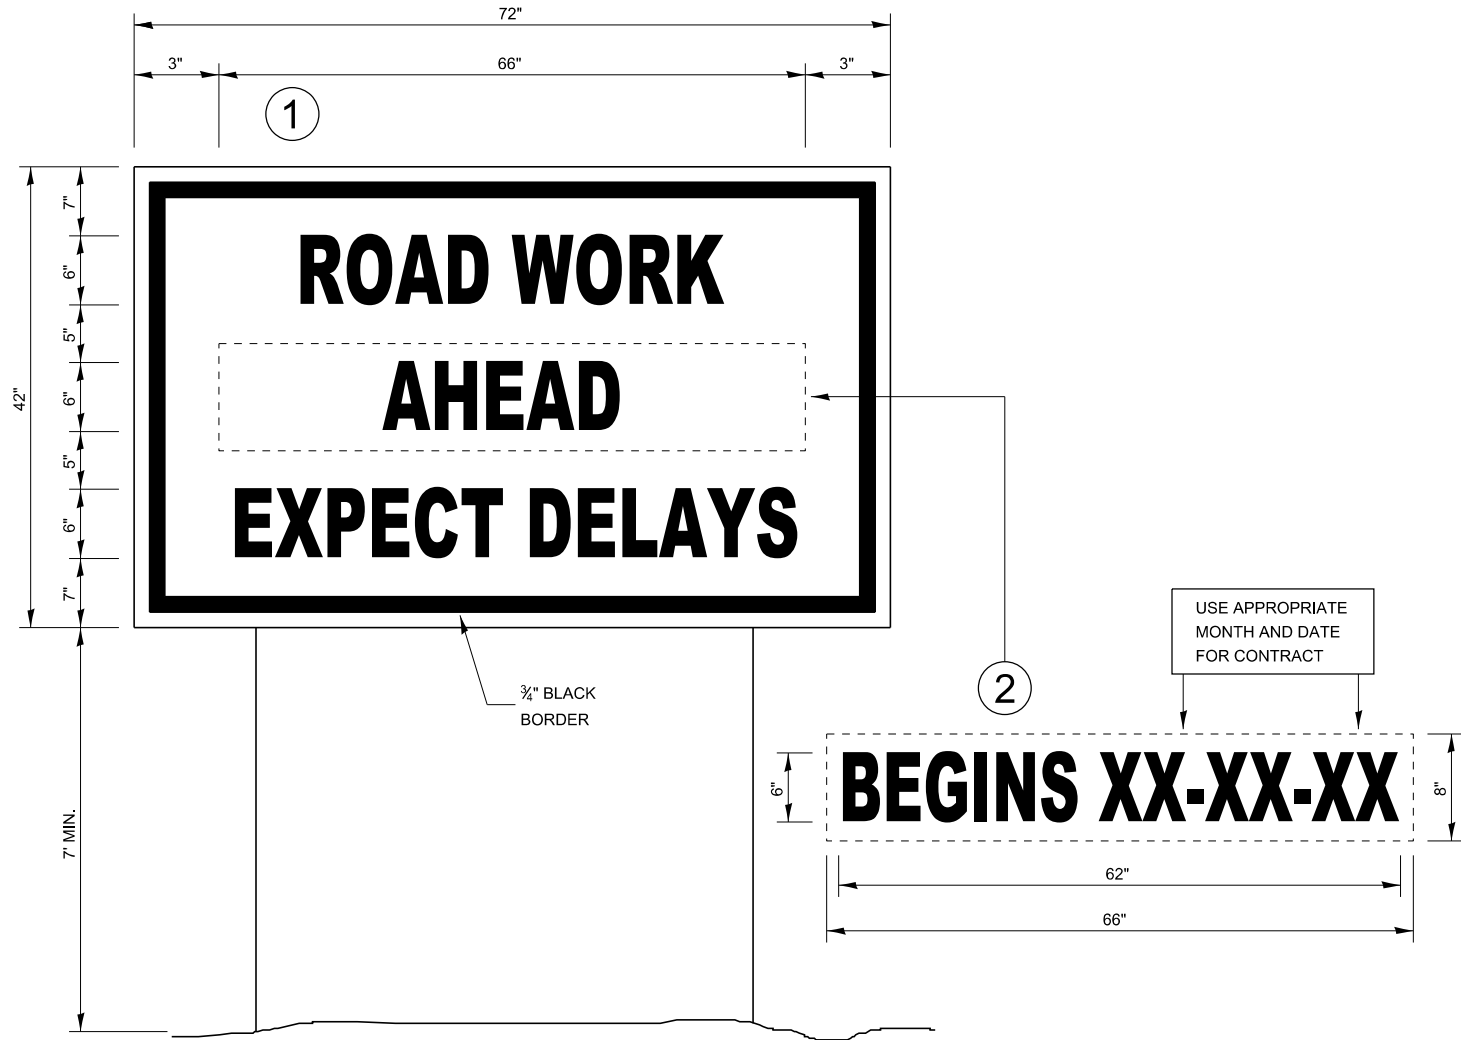 72"
3"
66"
3"
1
42"
7"
6"
5"
6"
5"
6"
7"
7' MIN.
ROAD WORK
AHEAD
EXPECT DELAYS
¾" BLACK
BORDER
2
USE APPROPRIATE
MONTH AND DATE
FOR CONTRACT
6"
BEGINS XX-XX-XX
8"
62"
66"